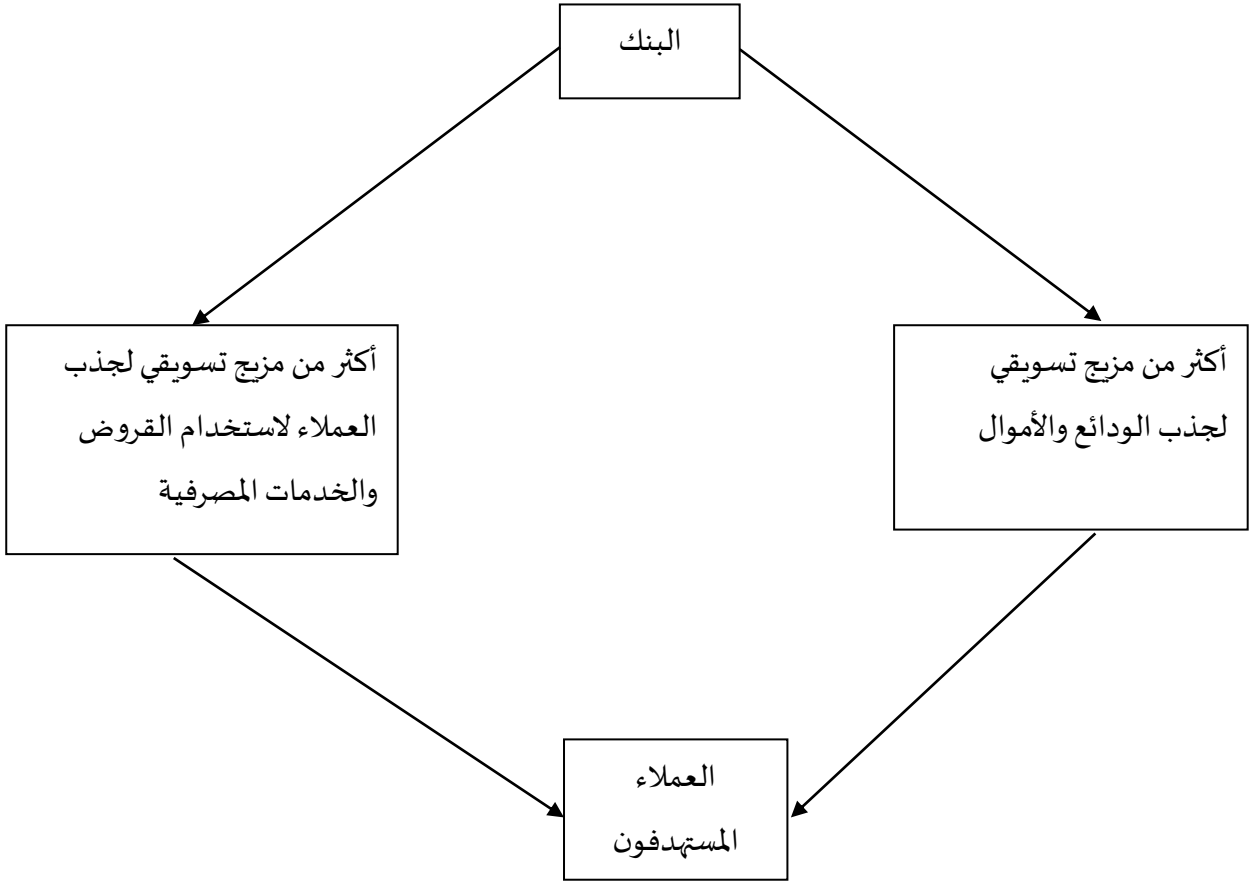 البنك
أكثر من مزيج تسويقي
لجذب الودائع والأموال
أكثر من مزيج تسويقي لجذب
العملاء لاستخدام القروض
والخدمات المصرفية
العملاء
المستهدفون